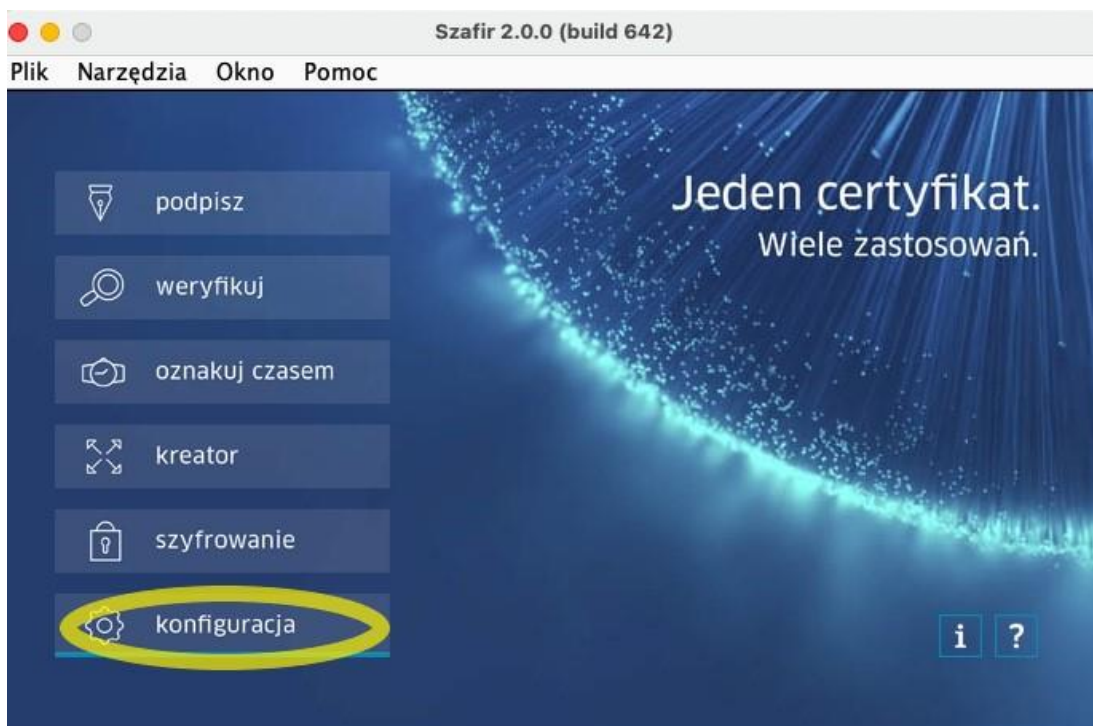 Szafir 2.0.0 (build 642)
Plik Narzędzia Okno Pomoc
Jeden certyfikat.
Wiele zastosowań.
podpisz
weryfikuj
oznakuj czasem
kreator
szyfrowanie
konfiguracja
i ?